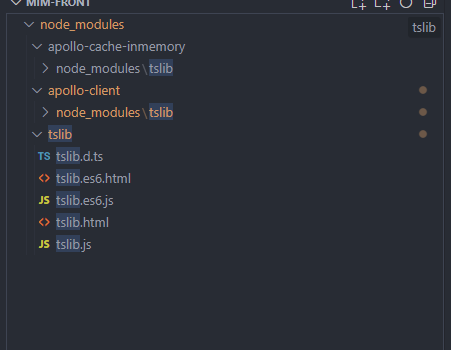 MIM-FRONT
node_modules
tslib
apollo-cache-inmemory
node_modules\tslib
apollo-client
node_modules\tslib
tslib
TS tslib.d.ts
<> tslib.es6.html
JS tslib.es6.js
<> tslib.html
JS tslib.js